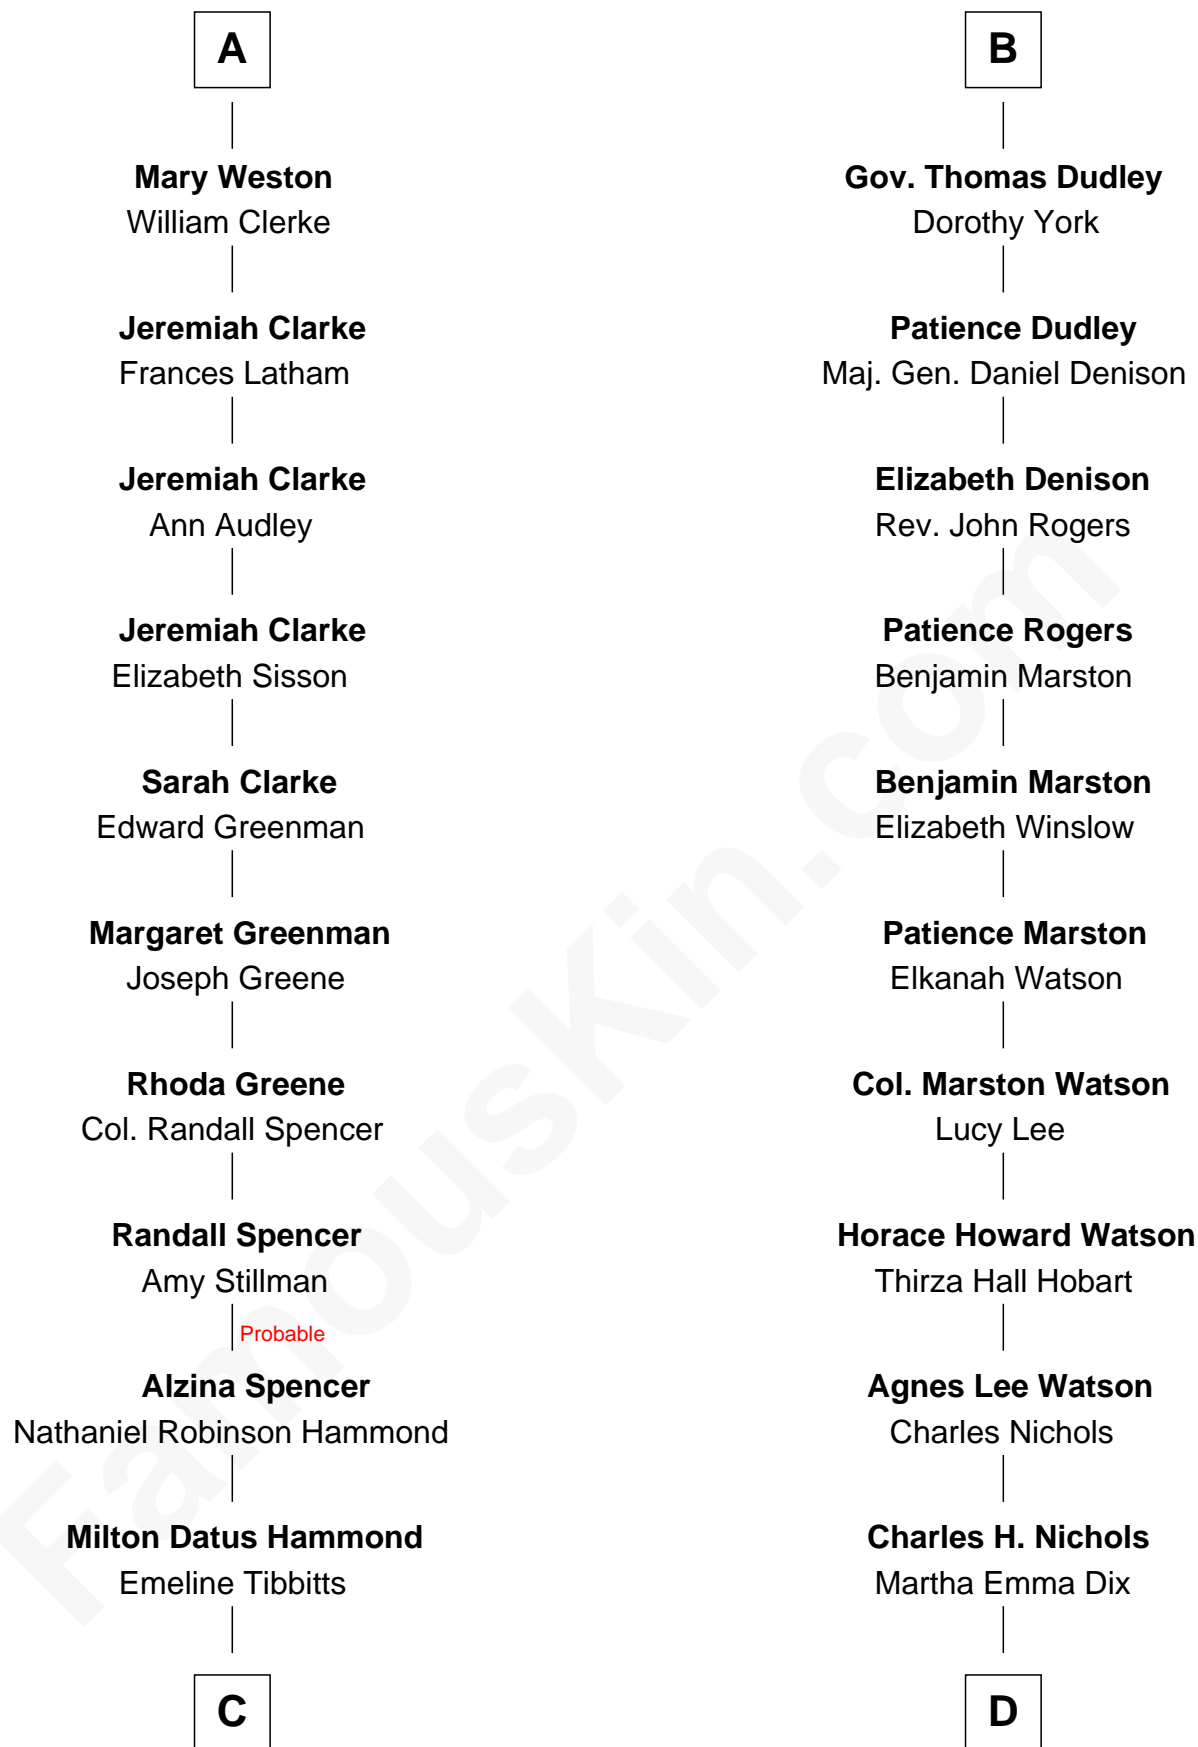 A
Mary Weston
William Clerke
Jeremiah Clarke
Frances Latham
Jeremiah Clarke
Ann Audley
Jeremiah Clarke
Elizabeth Sisson
Sarah Clarke
Edward Greenman
Margaret Greenman
Joseph Greene
Rhoda Greene
Col. Randall Spencer
Randall Spencer
Amy Stillman
Probable
Alzina Spencer
Nathaniel Robinson Hammond
Milton Datus Hammond
Emeline Tibbitts
C
B
Gov. Thomas Dudley
Dorothy York
Patience Dudley
Maj. Gen. Daniel Denison
Elizabeth Denison
Rev. John Rogers
Patience Rogers
Benjamin Marston
Benjamin Marston
Elizabeth Winslow
Patience Marston
Elkanah Watson
Col. Marston Watson
Lucy Lee
Horace Howard Watson
Thirza Hall Hobart
Agnes Lee Watson
Charles Nichols
Charles H. Nichols
Martha Emma Dix
D
FamousKin.com